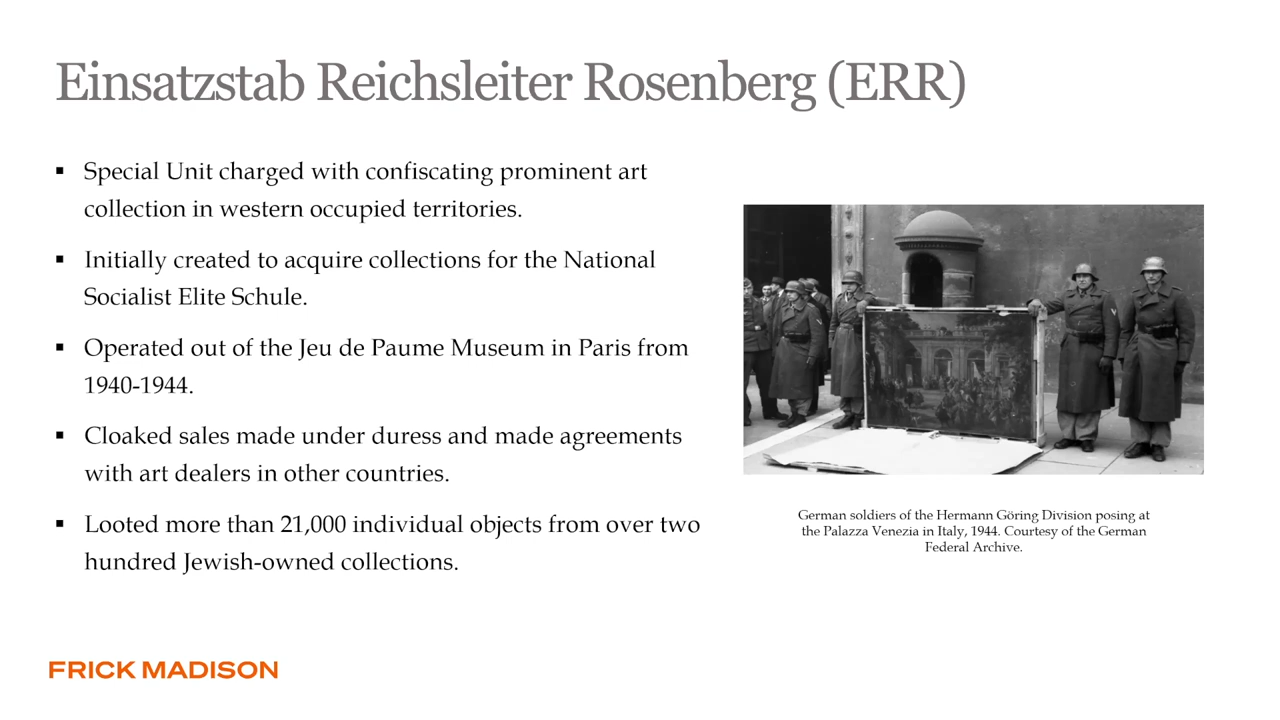 Einsatzstab Reichsleiter Rosenberg (ERR)
▪ Special Unit charged with confiscating prominent art
collection in western occupied territories.
▪ Initially created to acquire collections for the National
Socialist Elite Schule.
▪ Operated out of the Jeu de Paume Museum in Paris from
1940-1944.
▪ Cloaked sales made under duress and made agreements
with art dealers in other countries.
▪ Looted more than 21,000 individual objects from over two
hundred Jewish-owned collections.
German soldiers of the Hermann Göring Division posing at
the Palazza Venezia in Italy, 1944. Courtesy of the German
Federal Archive.
FRICK MADISON